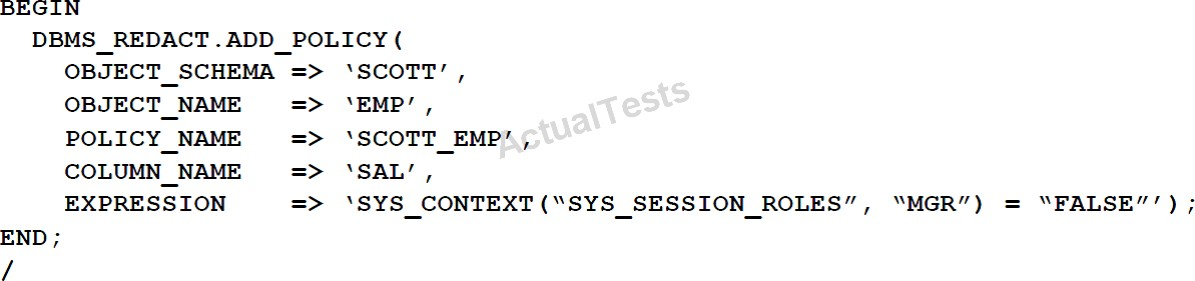 BEGIN
DBMS_REDACT.ADD_POLICY(
OBJECT_SCHEMA => ‘SCOTT’,
OBJECT_NAME => ‘EMP’,
POLICY_NAME => ‘SCOTT_EMP’,
COLUMN_NAME => ‘SAL’,
EXPRESSION => ‘SYS_CONTEXT(“SYS_SESSION_ROLES”, “MGR”) = “FALSE”’);
END;
/
ActualTests